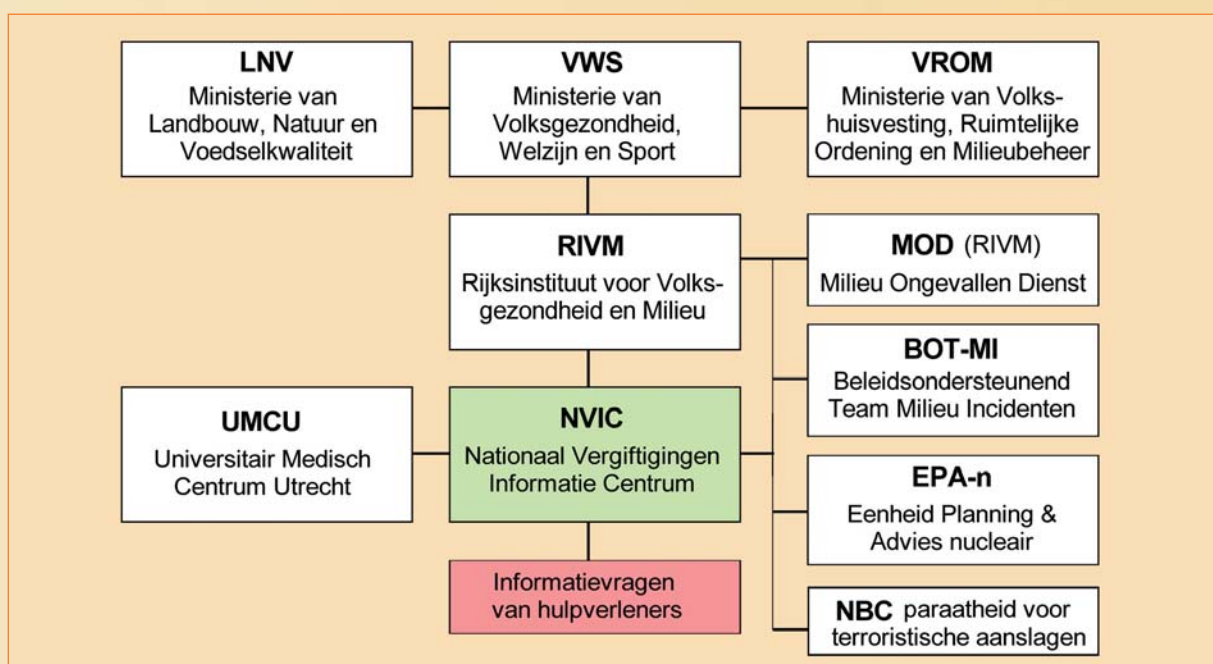 LNV
Ministerie van
Landbouw, Natuur en
Voedselkwaliteit
VWS
Ministerie van
Volksgezondheid,
Welzijn en Sport
VROM
Ministerie van Volks-
huisvesting, Ruimtelijke
Ordening en Milieubeheer
RIVM
Rijksinstituut voor Volks-
gezondheid en Milieu
MOD (RIVM)
Milieu Ongevallen Dienst
BOT-MI
Beleidsondersteunend
Team Milieu Incidenten
UMCU
Universitair Medisch
Centrum Utrecht
NVIC
Nationaal Vergiftigingen
Informatie Centrum
EPA-n
Eenheid Planning &
Advies nucleair
Informatievragen
van hulpverleners
NBC paraatheid voor
terroristische aanslagen